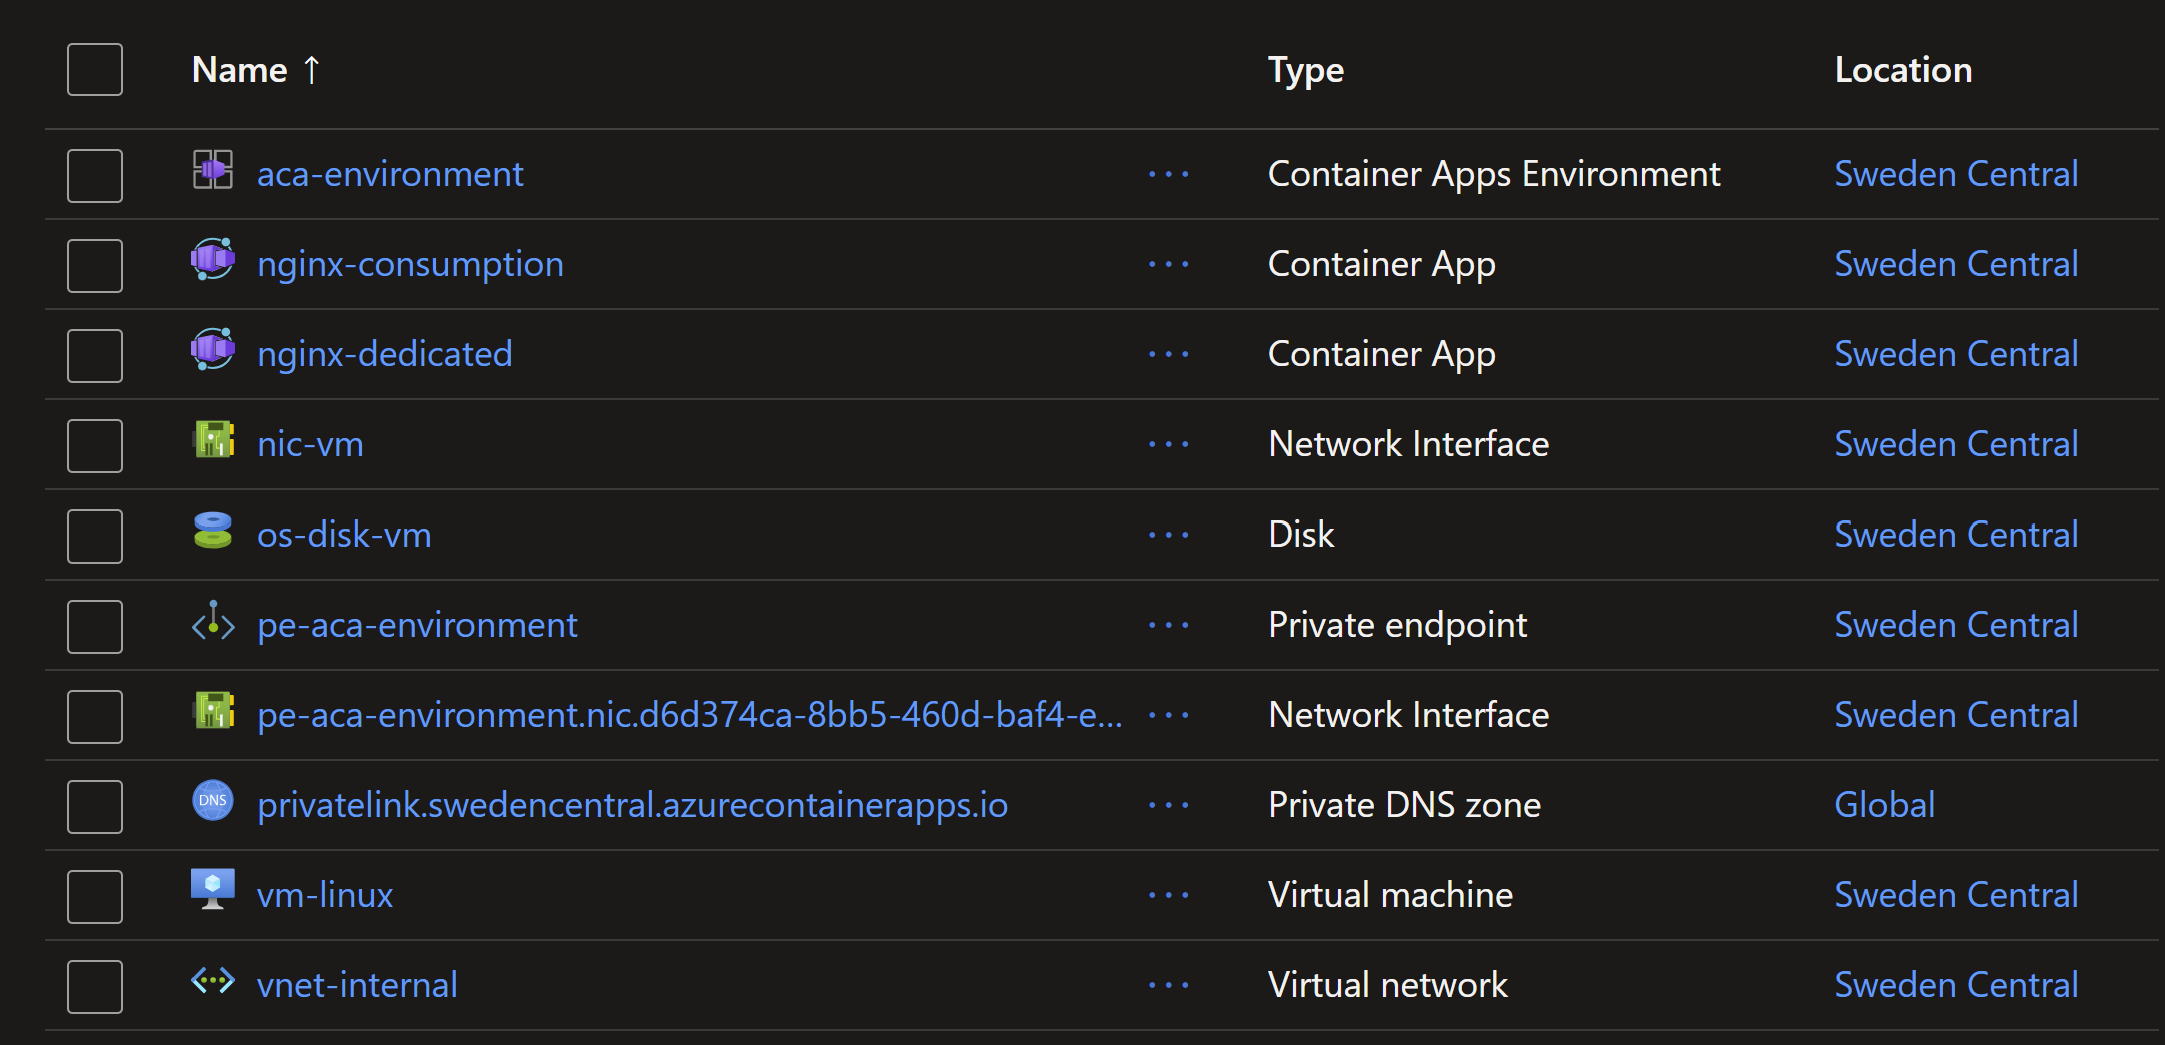 Name ↑ Type Location
aca-environment ··· Container Apps Environment Sweden Central
nginx-consumption ··· Container App Sweden Central
nginx-dedicated ··· Container App Sweden Central
nic-vm ··· Network Interface Sweden Central
os-disk-vm ··· Disk Sweden Central
pe-aca-environment ··· Private endpoint Sweden Central
pe-aca-environment.nic.d6d374ca-8bb5-460d-baf4-e... ··· Network Interface Sweden Central
DNS privatelink.swedencentral.azurecontainerapps.io ··· Private DNS zone Global
vm-linux ··· Virtual machine Sweden Central
vnet-internal ··· Virtual network Sweden Central